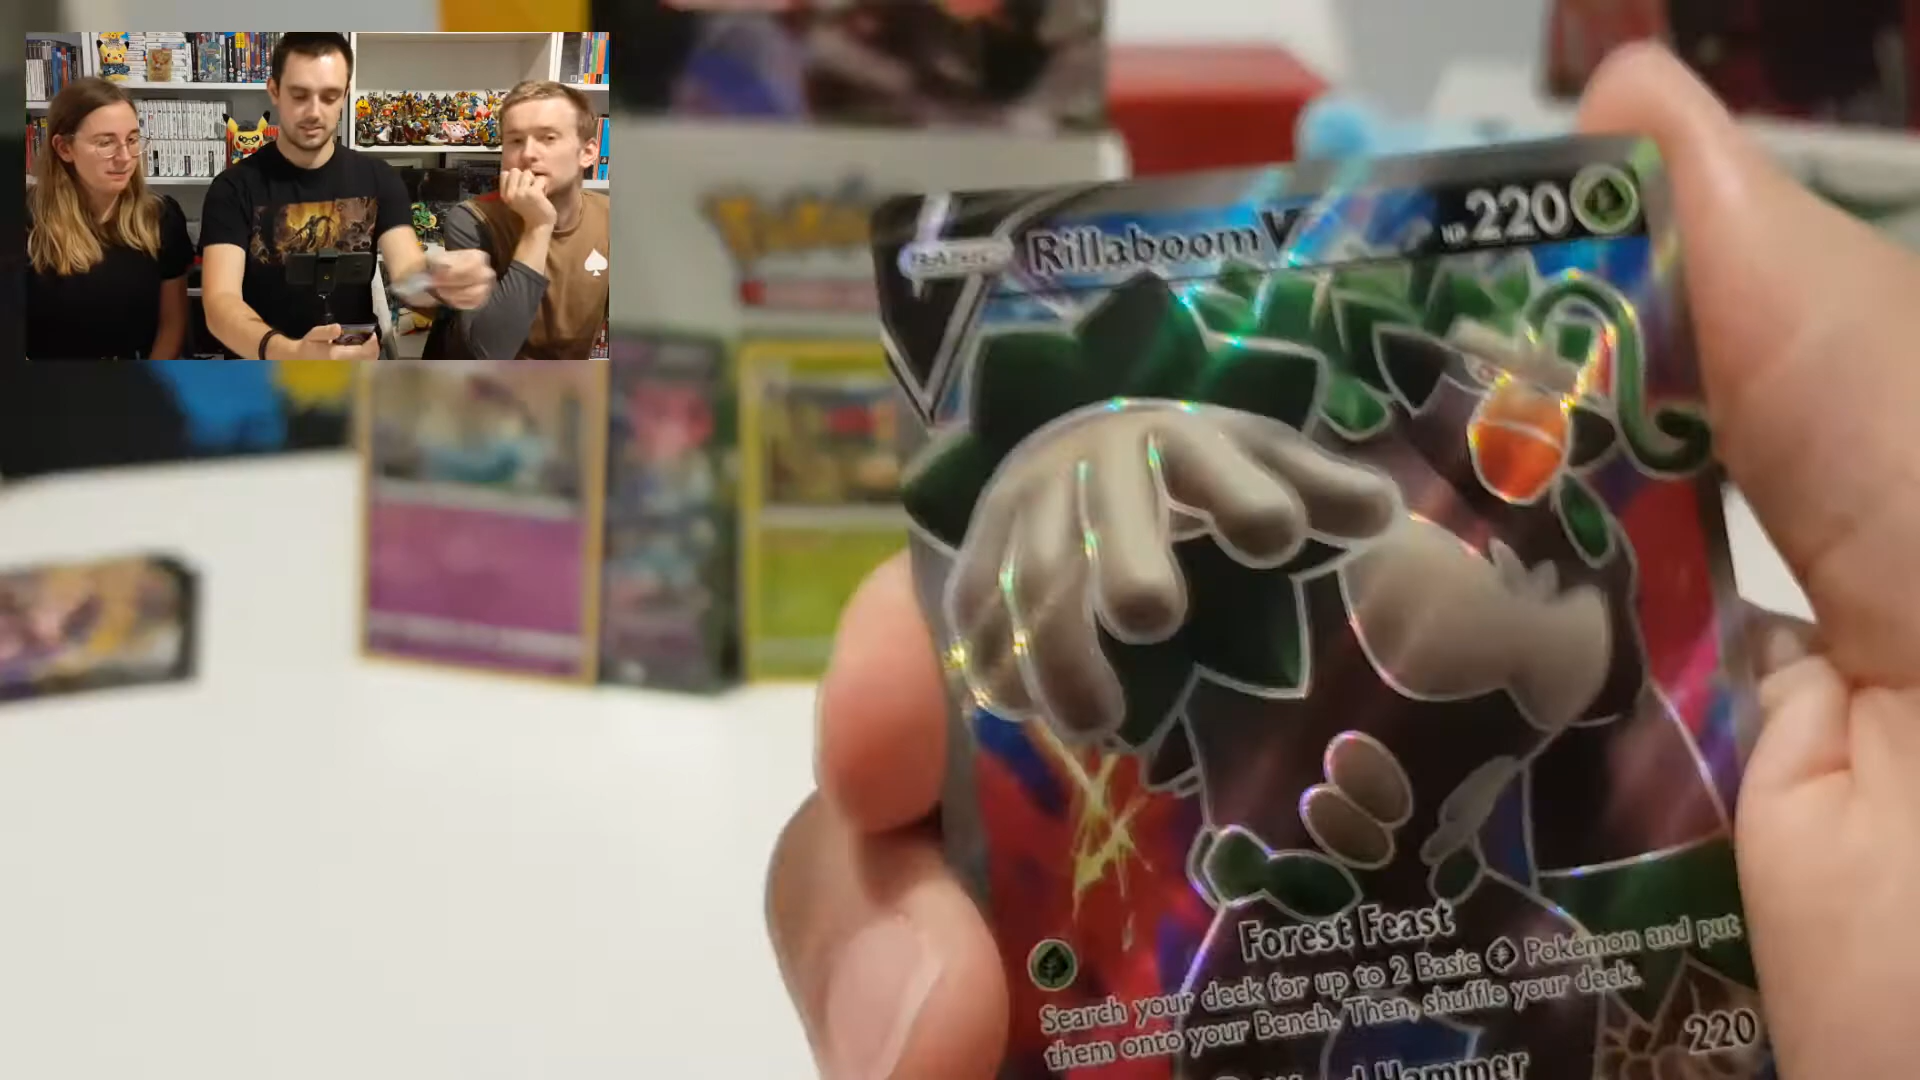 Rillaboom V HP 220
Forest Feast
Search your deck for up to 2 Basic Pokémon and put
them onto your Bench. Then, shuffle your deck.
Hammer 220